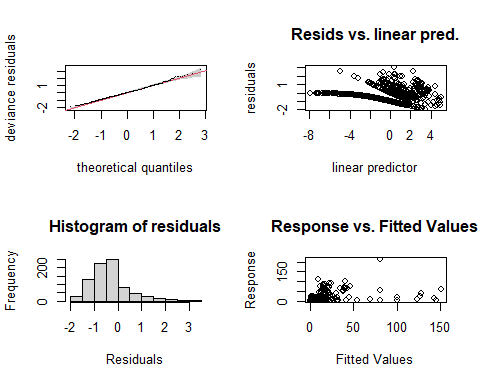 deviance residuals
-2 1
-2 -1 0 1 2 3
theoretical quantiles
Resids vs. linear pred.
residuals
-2 1
-8 -4 0 2 4
linear predictor
Histogram of residuals
Frequency
0 200
-2 -1 0 1 2 3
Residuals
Response vs. Fitted Values
Response
0 150
0 50 100 150
Fitted Values